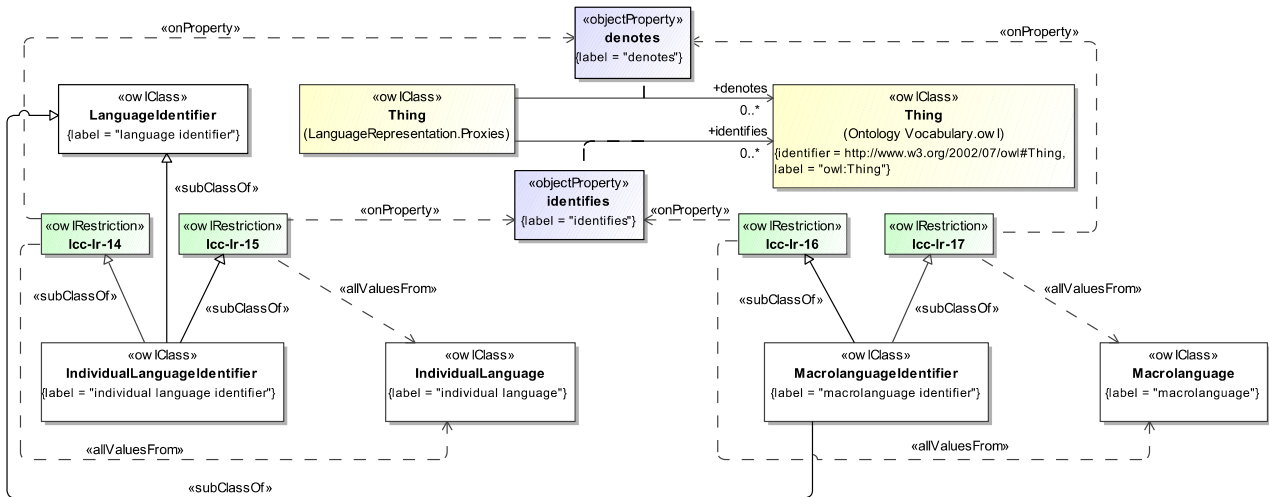 «objectProperty»
denotes
{label = "denotes"}
«onProperty»
«onProperty»
«owlClass»
LanguageIdentifier
{label = "language identifier"}
«owlClass»
Thing
(LanguageRepresentation.Proxies)
+denotes
0..*
+identifies
0..*
«owlClass»
Thing
(Ontology Vocabulary.owl)
{identifier = http://www.w3.org/2002/07/owl#Thing,
label = "owl:Thing"}
«objectProperty»
identifies
{label = "identifies"}
«subClassOf»
«onProperty»
«onProperty»
«owlRestriction»
lcc-lr-14
«owlRestriction»
lcc-lr-15
«owlRestriction»
lcc-lr-16
«owlRestriction»
lcc-lr-17
«subClassOf»
«subClassOf»
«allValuesFrom»
«subClassOf»
«subClassOf»
«allValuesFrom»
«owlClass»
IndividualLanguageIdentifier
{label = "individual language identifier"}
«owlClass»
IndividualLanguage
{label = "individual language"}
«owlClass»
MacrolanguageIdentifier
{label = "macrolanguage identifier"}
«owlClass»
Macrolanguage
{label = "macrolanguage"}
«allValuesFrom»
«allValuesFrom»
«subClassOf»